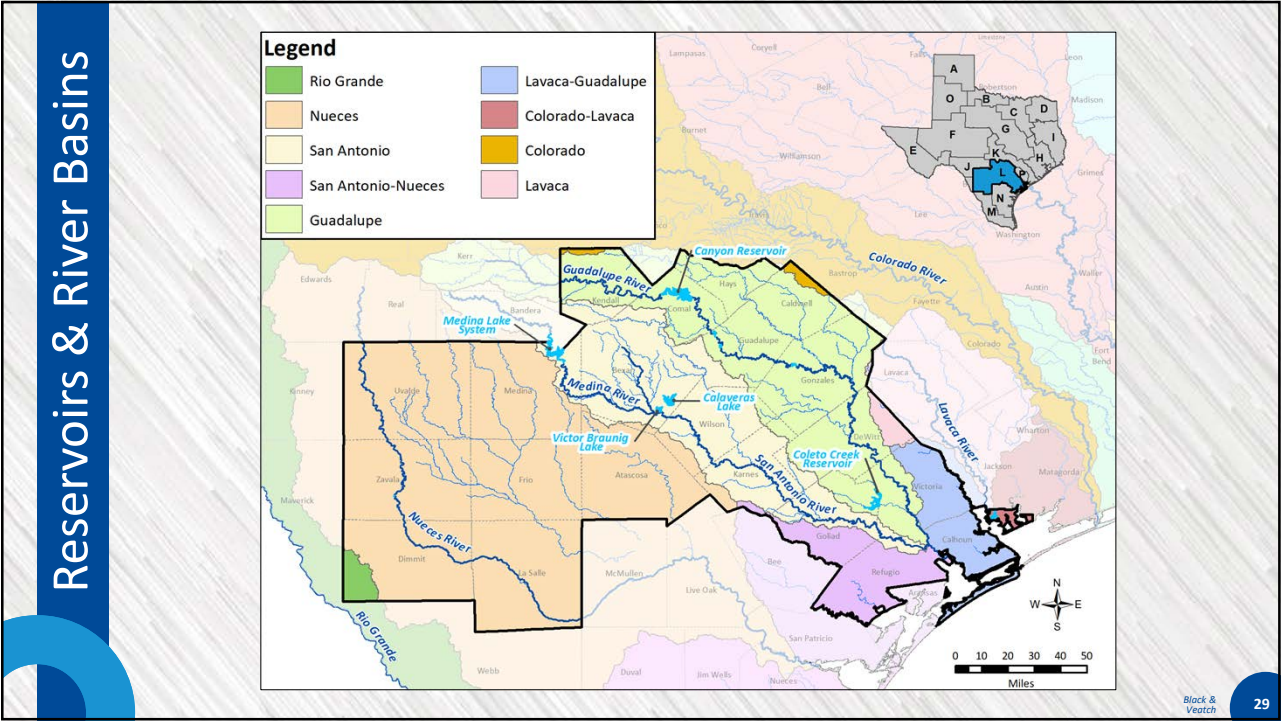 Reservoirs & River Basins
Legend
Rio Grande
Nueces
San Antonio
San Antonio-Nueces
Guadalupe
Lavaca-Guadalupe
Colorado-Lavaca
Colorado
Lavaca
Lampasas
Coryell
Falls
Limestone
Leon
Robertson
Madison
Bell
Burnet
Williamson
Grimes
Travis
Lee
Washington
A
O
B
C
D
F
G
I
E
K
H
J
L
P
N
M
Kerr
Edwards
Real
Bandera
Kendall
Comal
Hays
Caldwell
Bastrop
Fayette
Austin
Waller
Colorado
Fort
Bend
Canyon Reservoir
Guadalupe River
Colorado River
Medina Lake
System
Guadalupe
Gonzales
Lavaca
Kinney
Uvalde
Medina
Bexar
Medina River
Calaveras
Lake
Wilson
Lavaca River
Wharton
Victor Braunig
Lake
DeWitt
Coleto Creek
Reservoir
Jackson
Matagorda
Maverick
Zavala
Frio
Atascosa
Karnes
San Antonio River
Victoria
Nueces River
Goliad
Calhoun
Dimmit
La Salle
McMullen
Live Oak
Bee
Refugio
Aransas
Rio Grande
San Patricio
Webb
Duval
Jim Wells
Nueces
N
W
E
S
0 10 20 30 40 50
Miles
Black &
Veatch
29